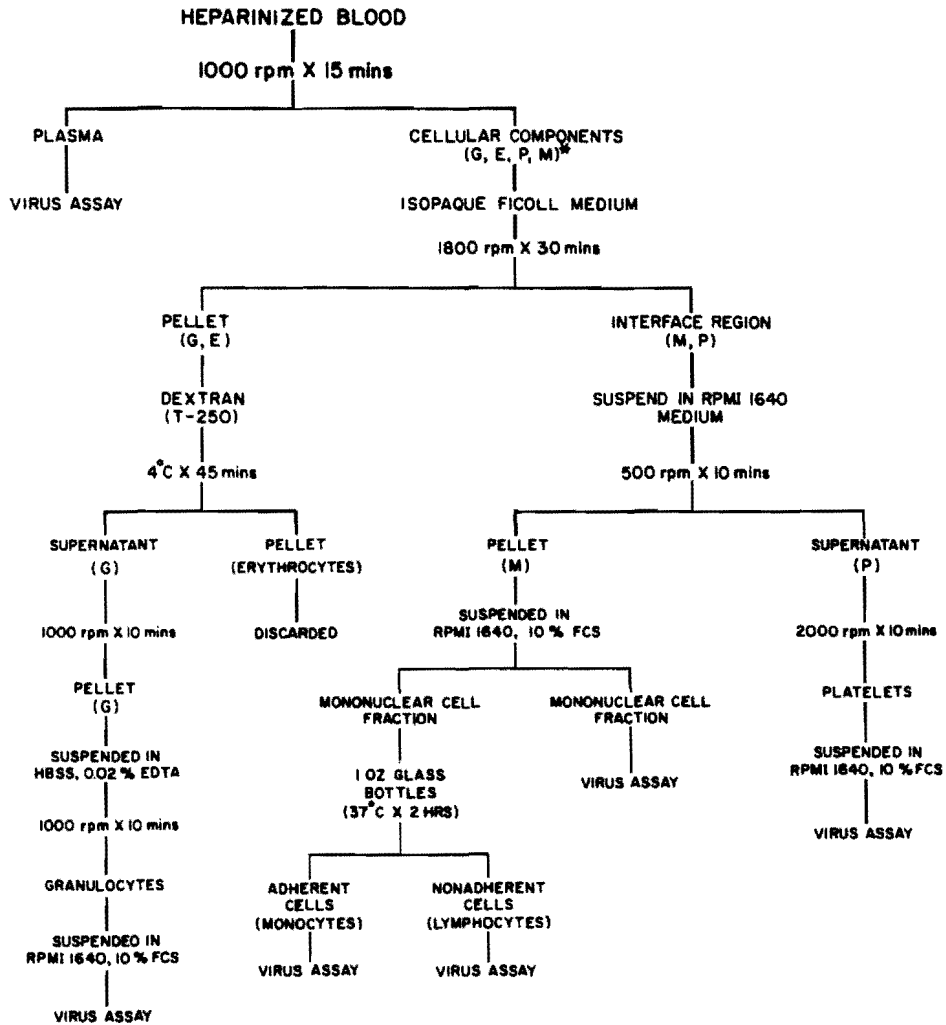 HEPARINIZED BLOOD
1000 rpm X 15 mins
PLASMA
VIRUS ASSAY
CELLULAR COMPONENTS
(G, E, P, M)*
ISOPAQUE FICOLL MEDIUM
1800 rpm X 30 mins
PELLET
(G, E)
DEXTRAN
(T-250)
4°C X 45 mins
SUPERNATANT
(G)
1000 rpm X 10 mins
PELLET
(G)
SUSPENDED IN
HBSS, 0.02 % EDTA
1000 rpm X 10 mins
GRANULOCYTES
SUSPENDED IN
RPMI 1640, 10 % FCS
VIRUS ASSAY
PELLET
(ERYTHROCYTES)
DISCARDED
INTERFACE REGION
(M, P)
SUSPEND IN RPMI 1640
MEDIUM
500 rpm X 10 mins
PELLET
(M)
SUSPENDED IN
RPMI 1640, 10 % FCS
MONONUCLEAR CELL
FRACTION
1 OZ GLASS
BOTTLES
(37°C X 2 HRS)
ADHERENT
CELLS
(MONOCYTES)
VIRUS ASSAY
NONADHERENT
CELLS
(LYMPHOCYTES)
VIRUS ASSAY
MONONUCLEAR CELL
FRACTION
VIRUS ASSAY
SUPERNATANT
(P)
2000 rpm X 10 mins
PLATELETS
SUSPENDED IN
RPMI 1640, 10 % FCS
VIRUS ASSAY